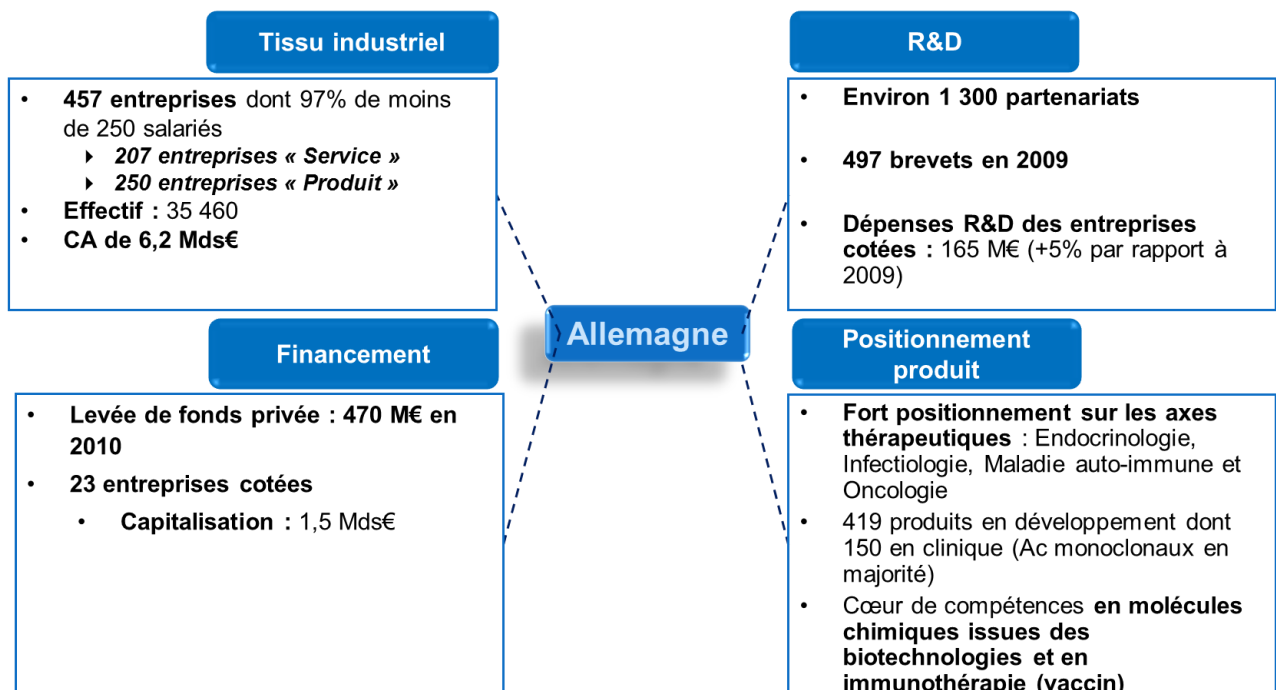 Tissu industriel
• 457 entreprises dont 97% de moins
de 250 salariés
207 entreprises « Service »
250 entreprises « Produit »
• Effectif : 35 460
• CA de 6,2 Mds€
R&D
• Environ 1 300 partenariats
• 497 brevets en 2009
• Dépenses R&D des entreprises
cotées : 165 M€ (+5% par rapport à
2009)
Allemagne
Financement
• Levée de fonds privée : 470 M€ en
2010
• 23 entreprises cotées
• Capitalisation : 1,5 Mds€
Positionnement
produit
• Fort positionnement sur les axes
thérapeutiques : Endocrinologie,
Infectiologie, Maladie auto-immune et
Oncologie
• 419 produits en développement dont
150 en clinique (Ac monoclonaux en
majorité)
• Cœur de compétences en molécules
chimiques issues des
biotechnologies et en
immunothérapie (vaccin)